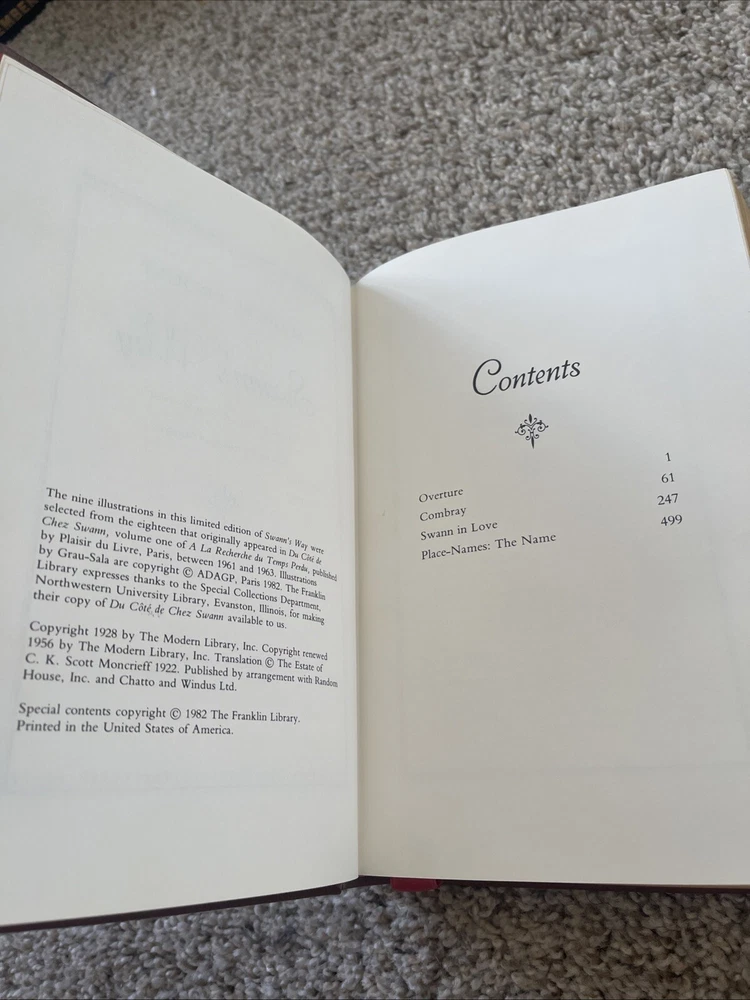 The nine illustrations in this limited edition of Swann's Way were
selected from the eighteen that originally appeared in Du Côté de
Chez Swann, volume one of A La Recherche du Temps Perdu, published
by Plaisir du Livre, Paris, between 1961 and 1963. Illustrations
by Grau-Sala are copyright © ADAGP, Paris 1982. The Franklin
Library expresses thanks to the Special Collections Department,
Northwestern University Library, Evanston, Illinois, for making
their copy of Du Côté de Chez Swann available to us.
Copyright 1928 by The Modern Library, Inc. Copyright renewed
1956 by The Modern Library, Inc. Translation © The Estate of
C. K. Scott Moncrieff 1922. Published by arrangement with Random
House, Inc. and Chatto and Windus Ltd.
Special contents copyright © 1982 The Franklin Library.
Printed in the United States of America.
Contents
Overture 1
Combray 61
Swann in Love 247
Place-Names: The Name 499